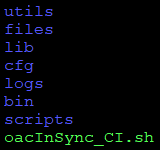 utils
files
lib
cfg
logs
bin
scripts
oacInSync_CI.sh